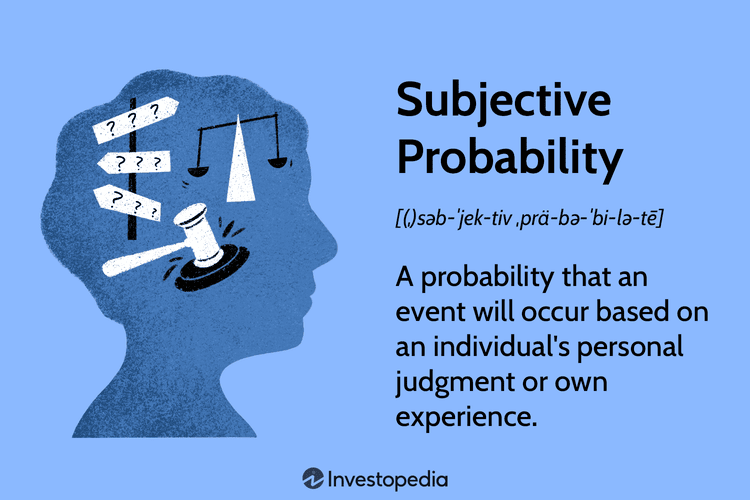 ? ? ?
? ? ?
? ? ?
Subjective
Probability
[(,)səb-ˈjek-tiv ˌprä-bə-ˈbi-lə-tē]
A probability that an
event will occur based on
an individual's personal
judgment or own
experience.
Investopedia